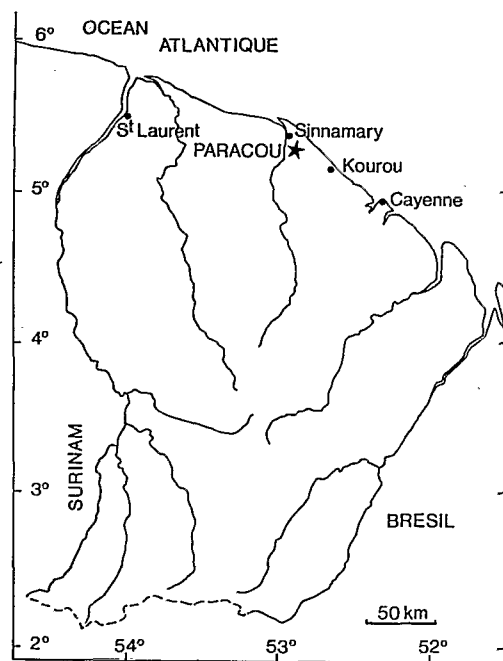 OCEAN
ATLANTIQUE
6°
St Laurent
Sinnamary
PARACOU
Kourou
5°
Cayenne
4°
SURINAM
3°
BRESIL
50 km
2°
54°
53°
52°